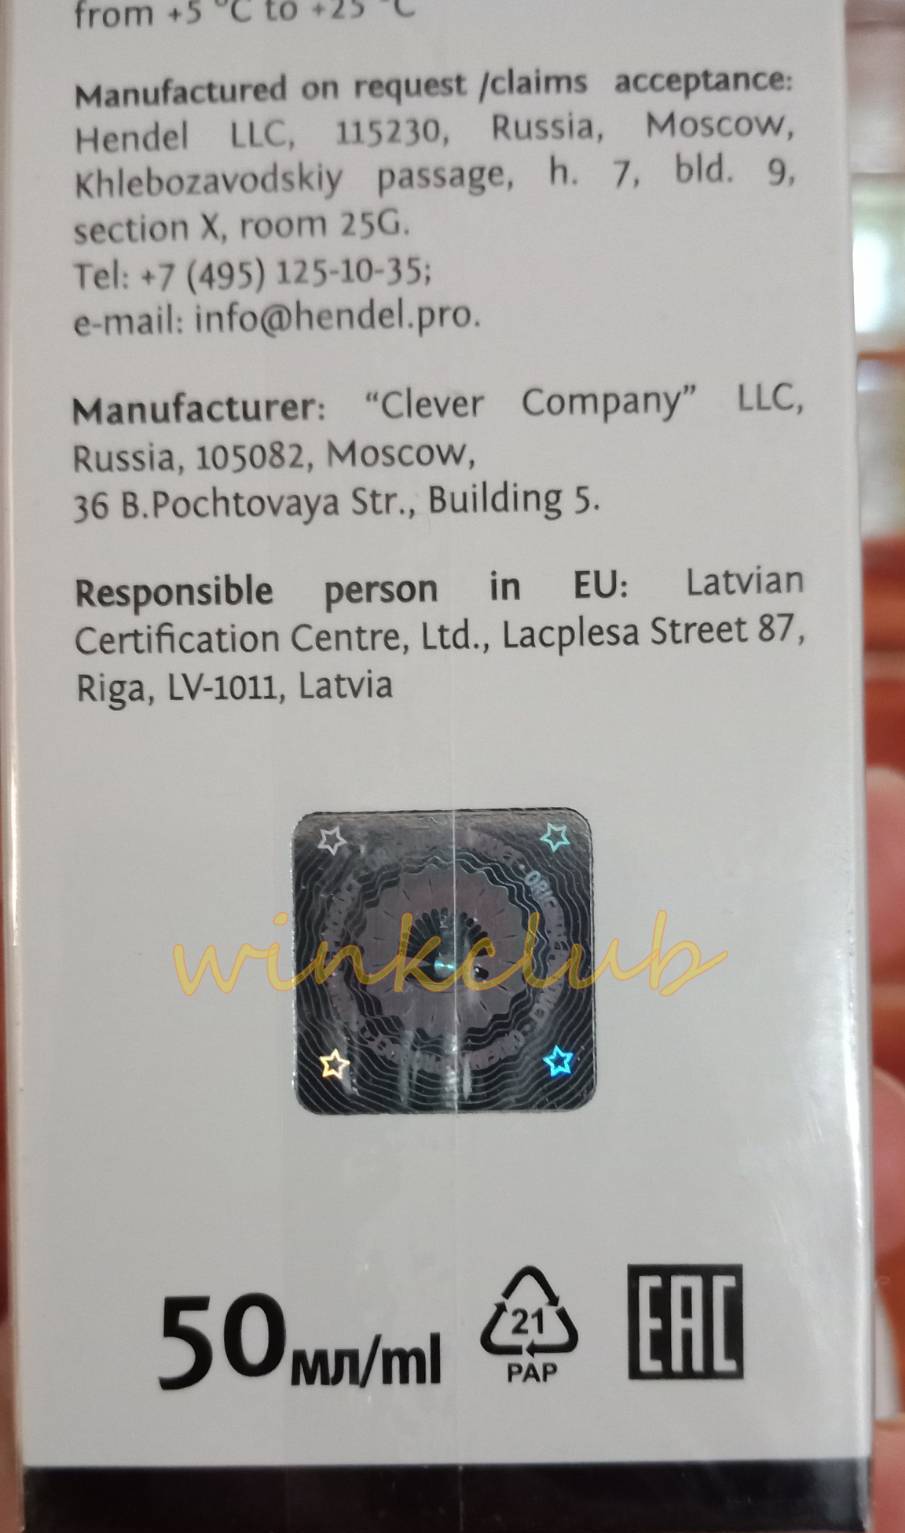 from +5 °C to +25 °C
Manufactured on request /claims acceptance:
Hendel LLC, 115230, Russia, Moscow,
Khlebozavodskiy passage, h. 7, bld. 9,
section X, room 25G.
Tel: +7 (495) 125-10-35;
e-mail: info@hendel.pro.
Manufacturer: “Clever Company” LLC,
Russia, 105082, Moscow,
36 B.Pochtovaya Str., Building 5.
Responsible person in EU: Latvian
Certification Centre, Ltd., Lacplesa Street 87,
Riga, LV-1011, Latvia
winkclub
50 мл/ml
21
PAP
EAC